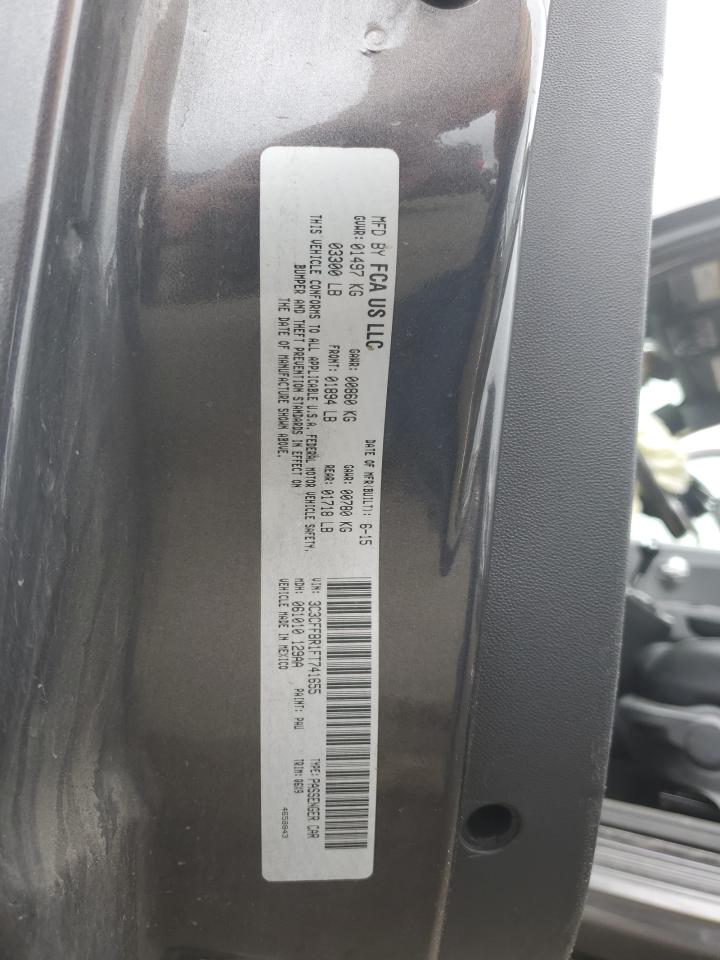 MFD BY FCA US LLC
DATE OF MFR(BUILT): 6-15
GVWR: 01497 KG
GAWR: 00860 KG
GAWR: 00780 KG
03300 LB
FRONT: 01894 LB
REAR: 01718 LB
THIS VEHICLE CONFORMS TO ALL APPLICABLE U.S.A. FEDERAL MOTOR VEHICLE SAFETY,
BUMPER AND THEFT PREVENTION STANDARDS IN EFFECT ON
THE DATE OF MANUFACTURE SHOWN ABOVE.
VIN: 3C3CFFBR1FT741655
TYPE: PASSENGER CAR
MDH: 061010 129AA
PAINT: PAU
TRIM: Q6X9
VEHICLE MADE IN MEXICO
4658843